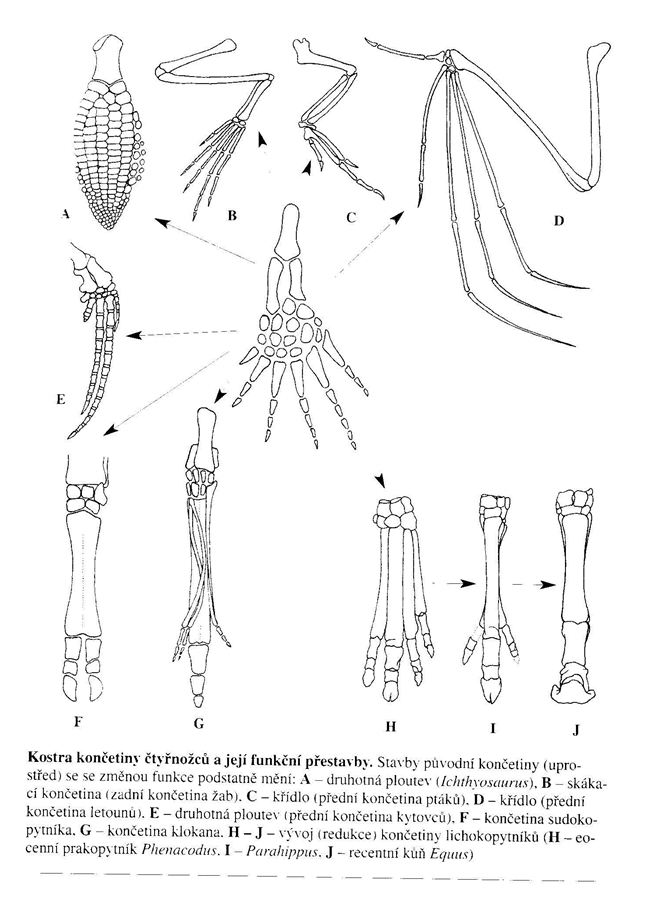 A
B
C
D
E
F
G
H
I
J
Kostra končetiny čtyřnožců a její funkční přestavby. Stavby původní končetiny (upro-
střed) se se změnou funkce podstatně mění: A – druhotná ploutev (Ichthyosaurus), B – skáka-
cí končetina (zadní končetina žab), C – křídlo (přední končetina ptáků), D – křídlo (přední
končetina letounů), E – druhotná ploutev (přední končetina kytovců), F – končetina sudoko-
pytníka, G – končetina klokana, H – J – vývoj (redukce) končetiny lichokopytníků (H – eo-
cenní prakopytník Phenacodus, I – Parahippus, J – recentní kůň Equus)